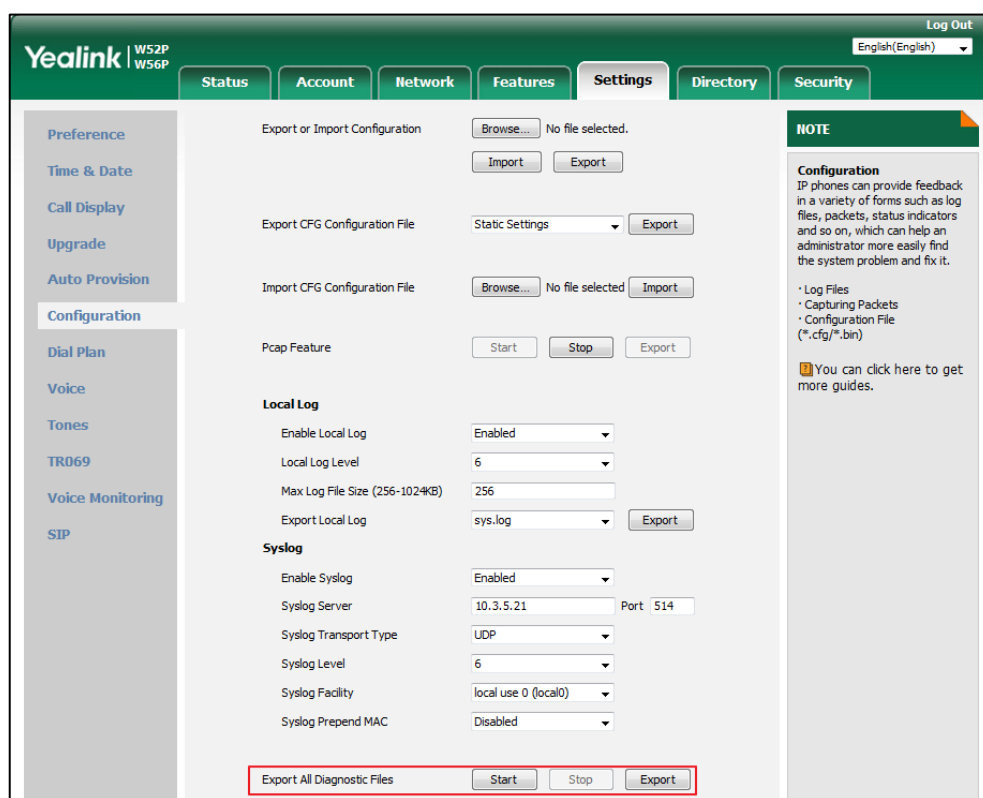 Log Out
Yealink | W52P
W56P
English(English)
Status Account Network Features Settings Directory Security
Preference
Time & Date
Call Display
Upgrade
Auto Provision
Configuration
Dial Plan
Voice
Tones
TR069
Voice Monitoring
SIP
Export or Import Configuration Browse... No file selected.
Import Export
Export CFG Configuration File Static Settings Export
Import CFG Configuration File Browse... No file selected Import
Pcap Feature Start Stop Export
Local Log
Enable Local Log Enabled
Local Log Level 6
Max Log File Size (256-1024KB) 256
Export Local Log sys.log Export
Syslog
Enable Syslog Enabled
Syslog Server 10.3.5.21 Port 514
Syslog Transport Type UDP
Syslog Level 6
Syslog Facility local use 0 (local0)
Syslog Prepend MAC Disabled
Export All Diagnostic Files Start Stop Export
NOTE
Configuration
IP phones can provide feedback
in a variety of forms such as log
files, packets, status indicators
and so on, which can help an
administrator more easily find
the system problem and fix it.
· Log Files
· Capturing Packets
· Configuration File
(*.cfg/*.bin)
You can click here to get
more guides.